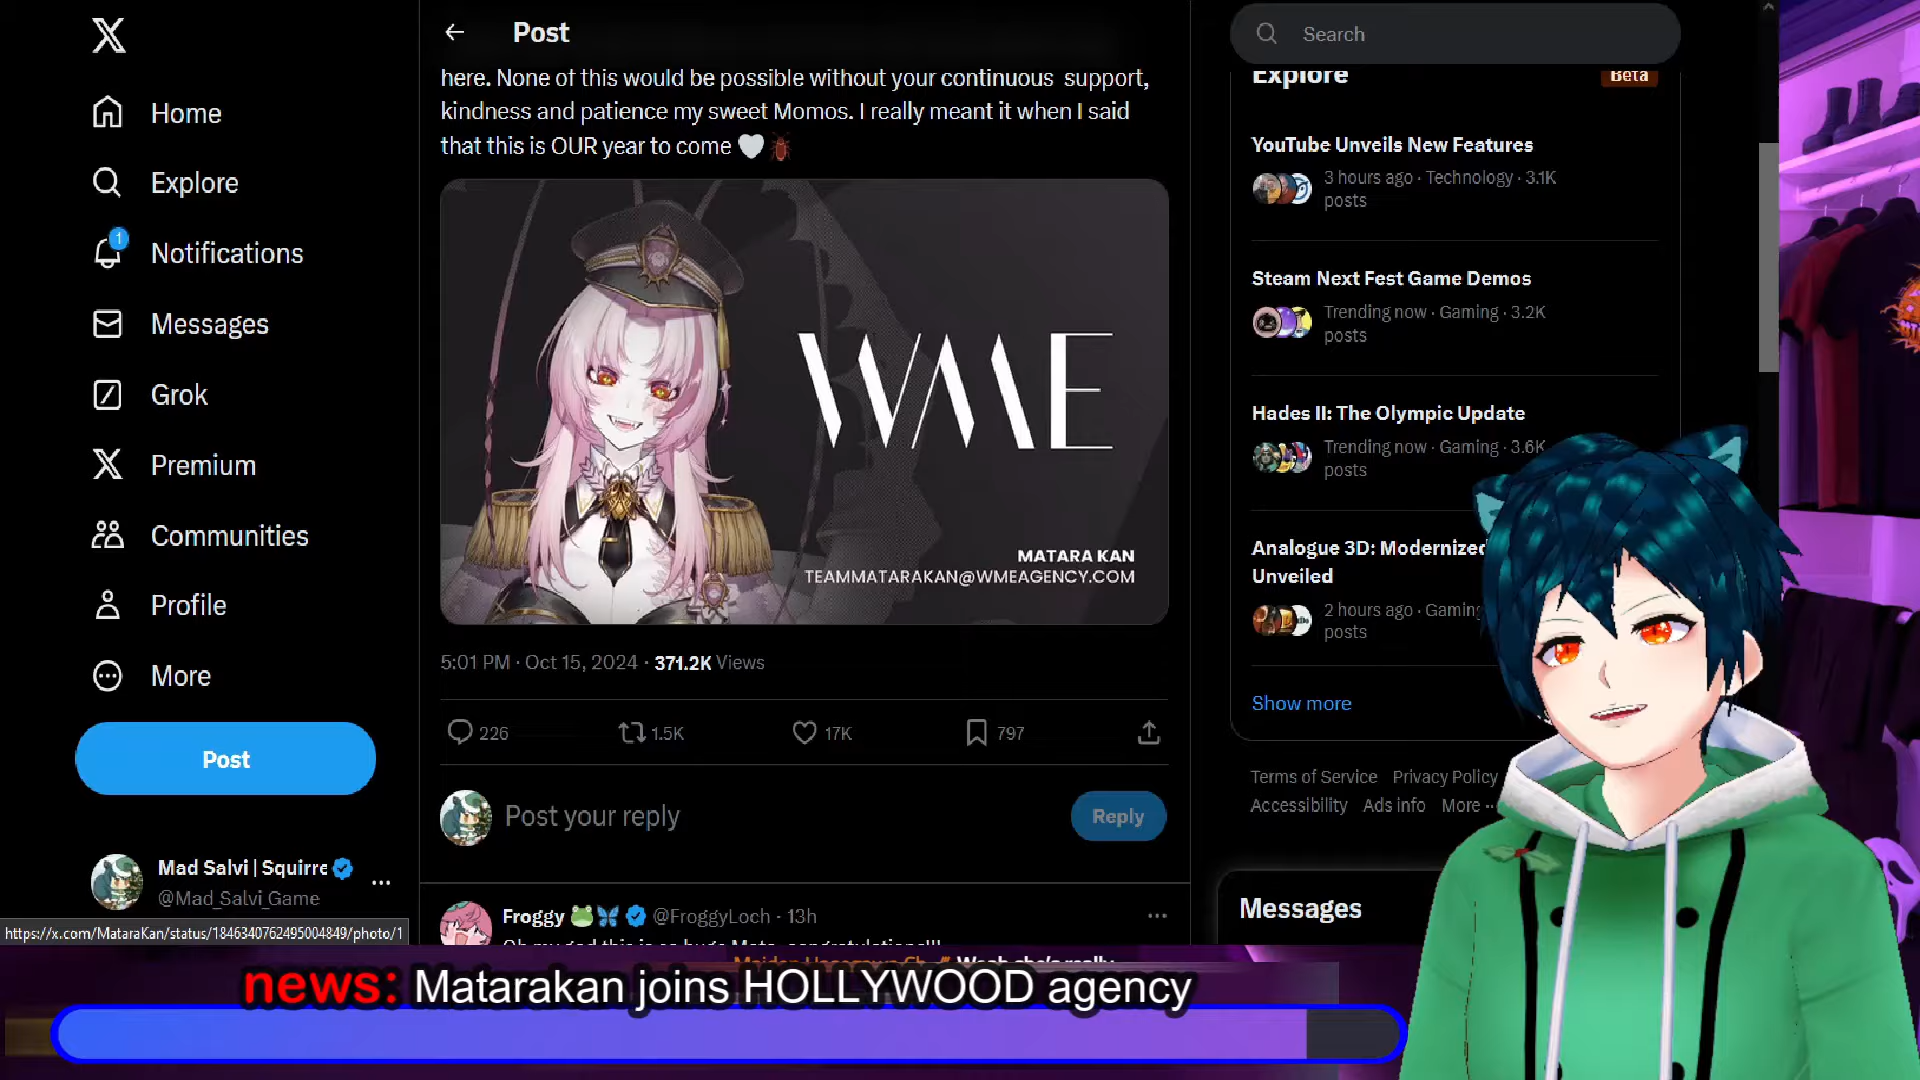 Home
Explore
1
Notifications
Messages
Grok
Premium
Communities
Profile
More
Post
Mad Salvi | Squirre
@Mad_Salvi_Game
https://x.com/MataraKan/status/1846340762495004849/photo/1
Post
here. None of this would be possible without your continuous support,
kindness and patience my sweet Momos. I really meant it when I said
that this is OUR year to come 🤍🪳
WME
MATARA KAN
TEAMMATARAKAN@WMEAGENCY.COM
5:01 PM · Oct 15, 2024 · 371.2K Views
226
1.5K
17K
797
Post your reply
Reply
Froggy 🐸🦋 @FroggyLoch · 13h
Search
Explore
Beta
YouTube Unveils New Features
3 hours ago · Technology · 3.1K
posts
Steam Next Fest Game Demos
Trending now · Gaming · 3.2K
posts
Hades II: The Olympic Update
Trending now · Gaming · 3.6K
posts
Analogue 3D: Modernized
Unveiled
2 hours ago · Gaming
posts
Show more
Terms of Service Privacy Policy
Accessibility Ads info More ··
Messages
news: Matarakan joins HOLLYWOOD agency